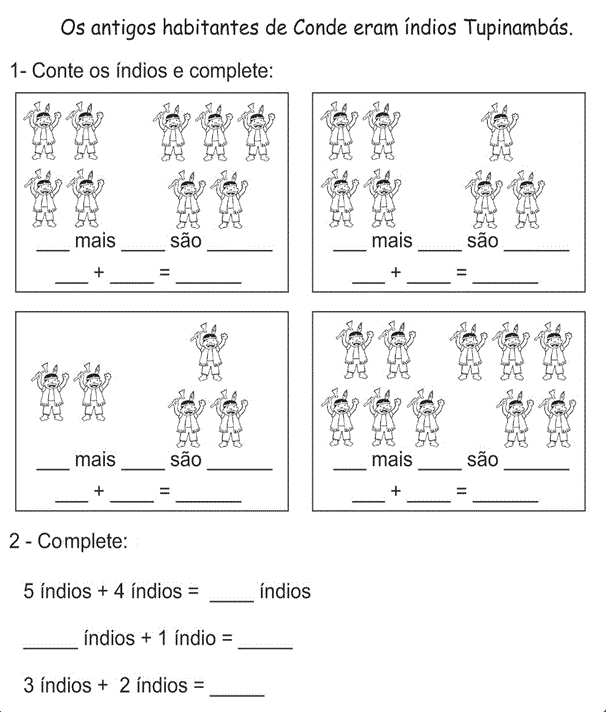 Os antigos habitantes de Conde eram índios Tupinambás.
1- Conte os índios e complete:
___ mais ____ são ______
___ + ____ = ______
___ mais ____ são ______
___ + ____ = ______
___ mais ____ são ______
___ + ____ = ______
___ mais ____ são ______
___ + ____ = ______
2 - Complete:
5 índios + 4 índios = ____ índios
_____ índios + 1 índio = _____
3 índios + 2 índios = _____